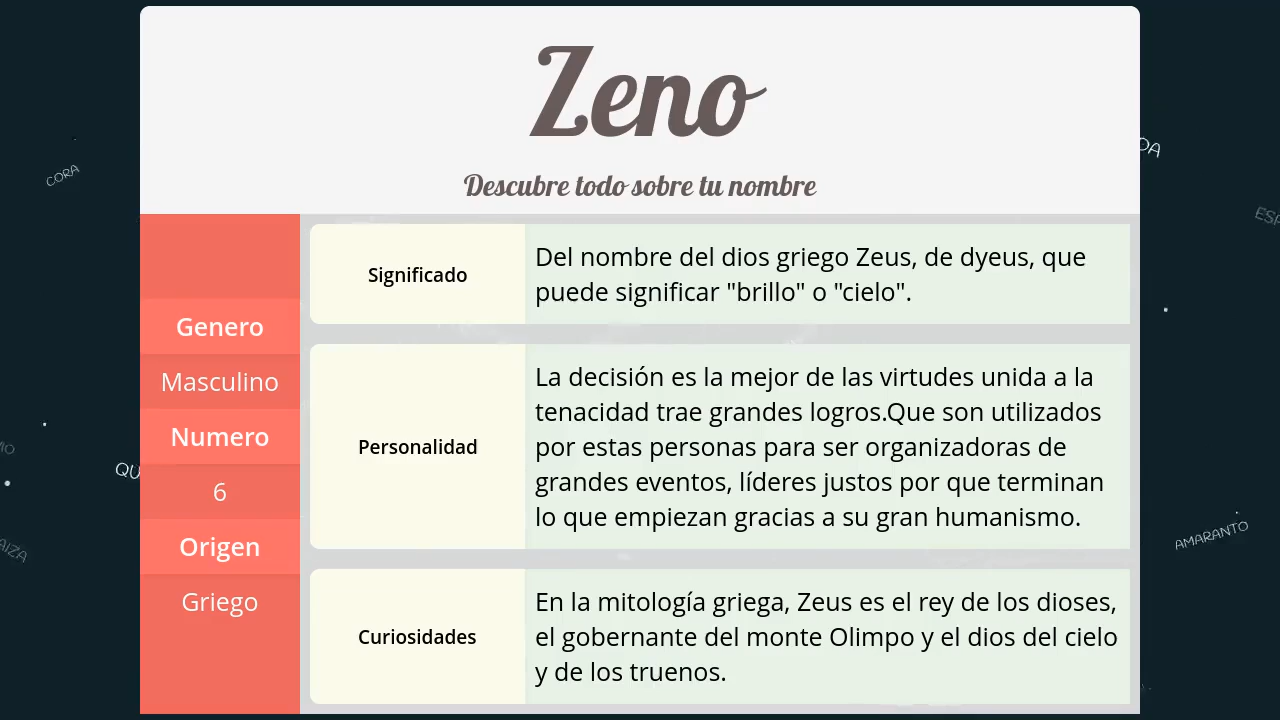 Zeno
Descubre todo sobre tu nombre
Genero
Masculino
Numero
6
Origen
Griego
Significado
Del nombre del dios griego Zeus, de dyeus, que
puede significar "brillo" o "cielo".
Personalidad
La decisión es la mejor de las virtudes unida a la
tenacidad trae grandes logros.Que son utilizados
por estas personas para ser organizadoras de
grandes eventos, líderes justos por que terminan
lo que empiezan gracias a su gran humanismo.
Curiosidades
En la mitología griega, Zeus es el rey de los dioses,
el gobernante del monte Olimpo y el dios del cielo
y de los truenos.
CORA
AMARANTO